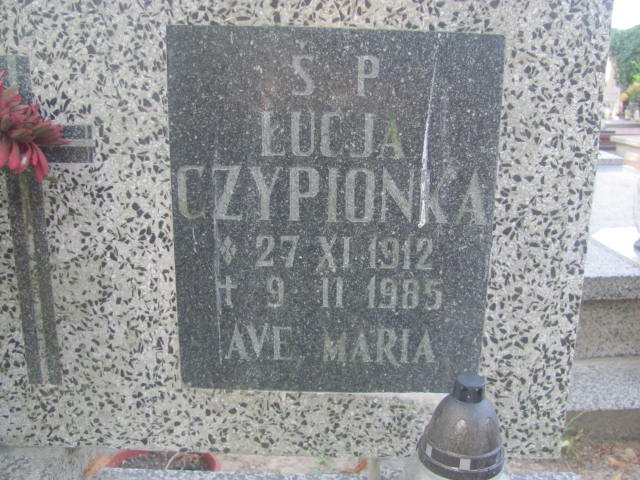 Ś P
ŁUCJA
CZYPIONKA
* 27 XI 1912
† 9 II 1985
AVE MARIA